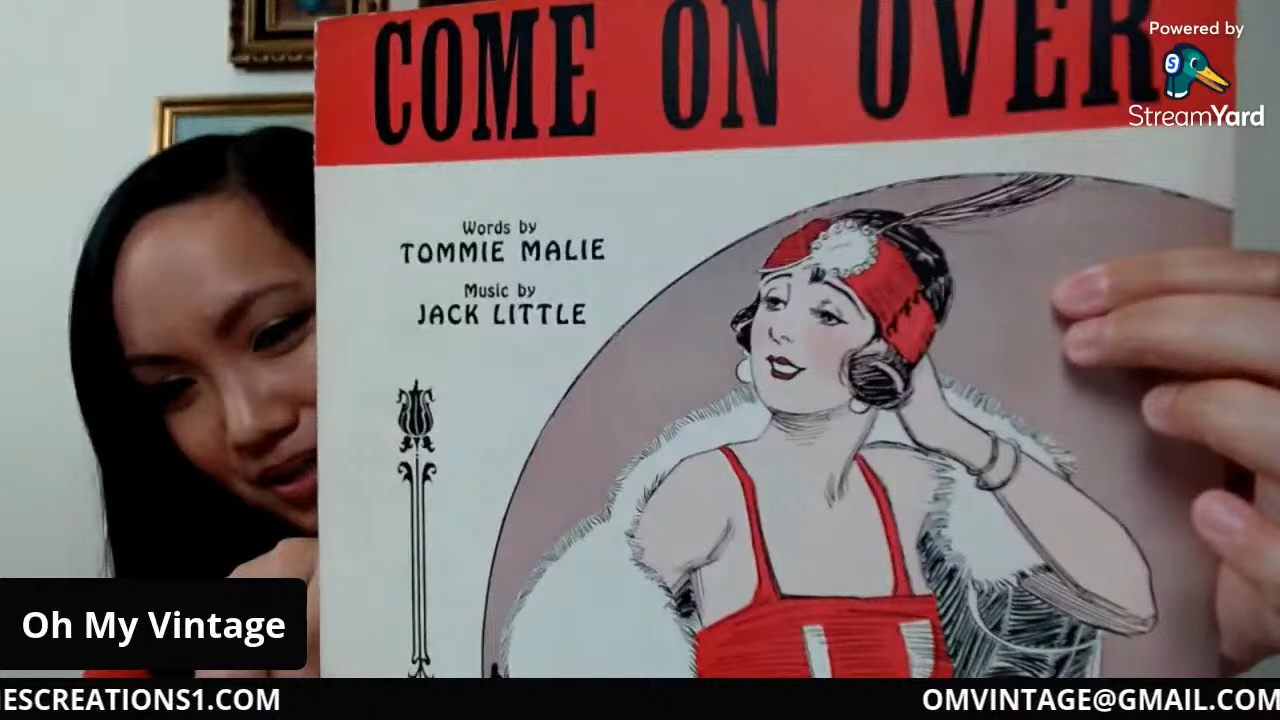 COME ON OVER
Powered by
StreamYard
Words by
TOMMIE MALIE
Music by
JACK LITTLE
Oh My Vintage
ESCREATIONS1.COM
OMVINTAGE@GMAIL.COM